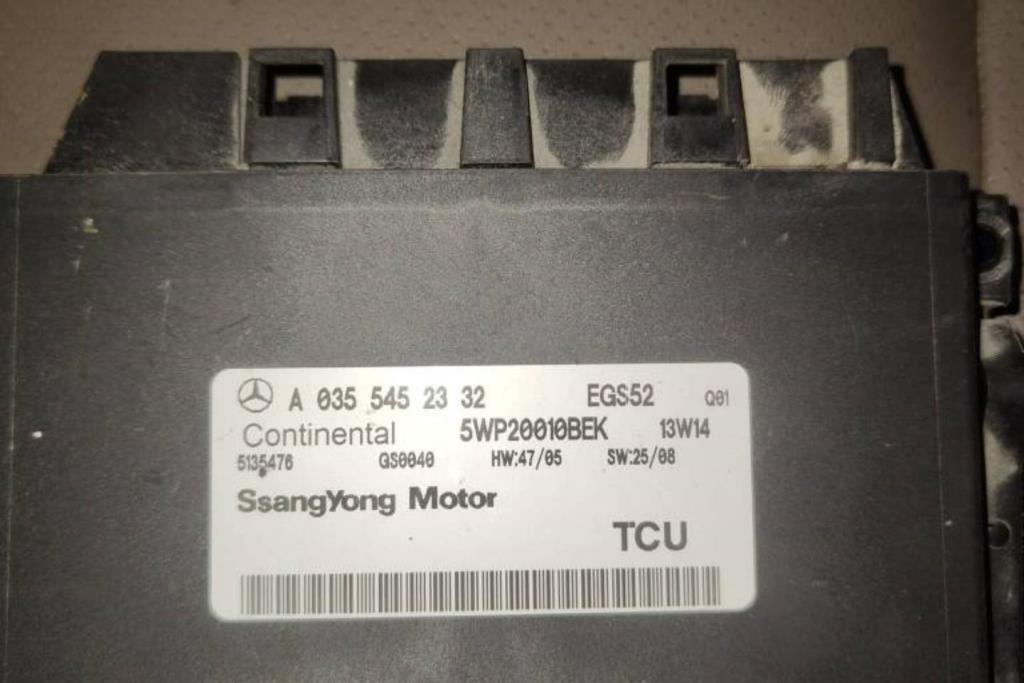 A 035 545 23 32 EGS52 Q01
Continental 5WP20010BEK 13W14
5135476 GS0040 HW:47/05 SW:25/08
SsangYong Motor
TCU